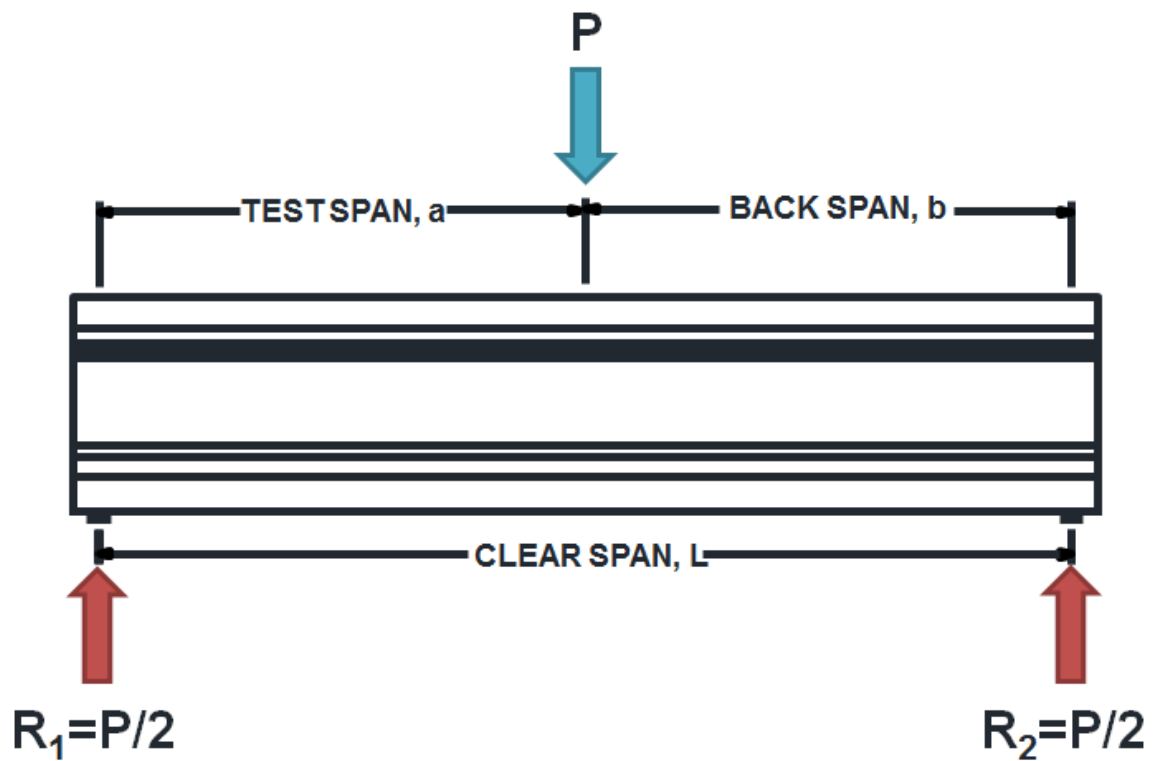 P
TEST SPAN, a
BACK SPAN, b
CLEAR SPAN, L
R₁=P/2
R₂=P/2